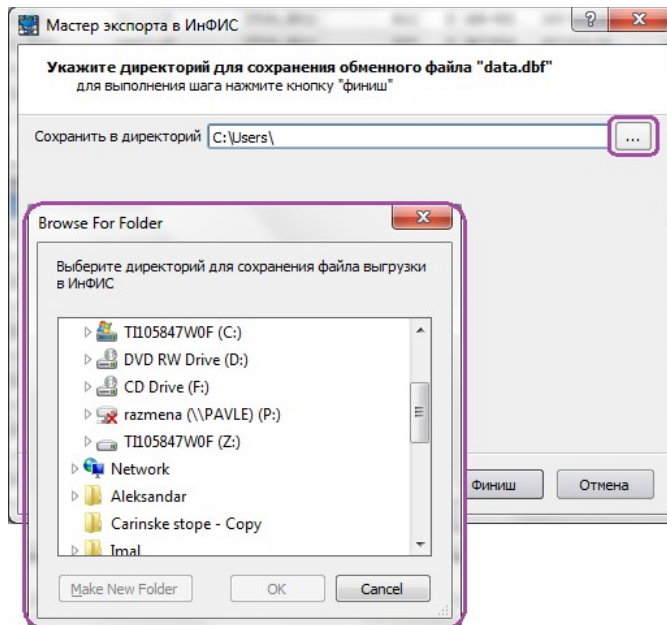 Мастер экспорта в ИнФИС
Укажите директорий для сохранения обменного файла "data.dbf"
для выполнения шага нажмите кнопку "финиш"
Сохранить в директорий C:\Users\ ...
Browse For Folder
Выберите директорий для сохранения файла выгрузки
в ИнФИС
TI105847W0F (C:)
DVD RW Drive (D:)
CD Drive (F:)
razmena (\\PAVLE) (P:)
TI105847W0F (Z:)
Network
Aleksandar
Carinske stope - Copy
Imal
Make New Folder OK Cancel
Финиш Отмена